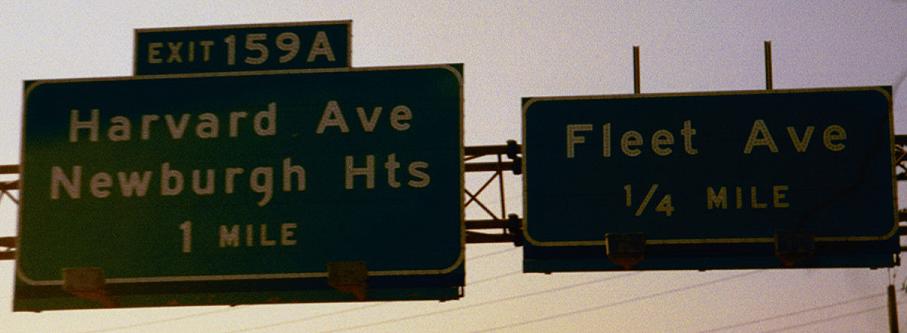 EXIT 159A
Harvard Ave
Newburgh Hts
1 MILE
Fleet Ave
1/4 MILE